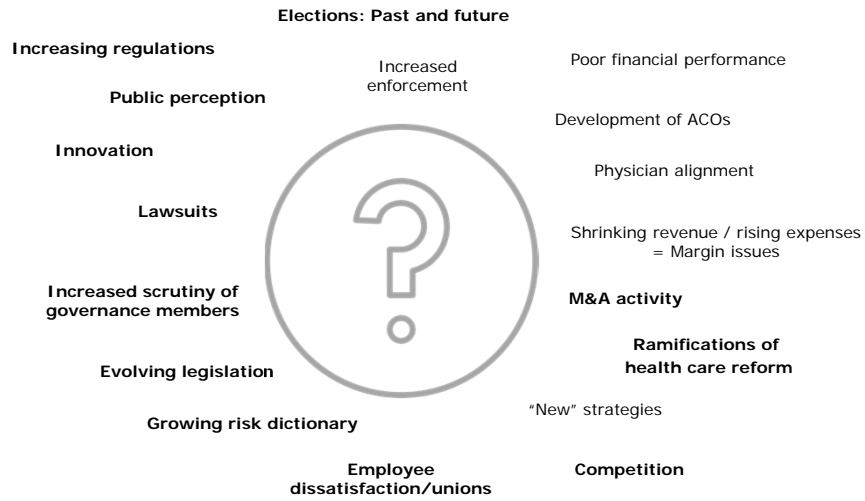 Elections: Past and future
Increasing regulations
Increased
enforcement
Poor financial performance
Public perception
Development of ACOs
Innovation
Physician alignment
Lawsuits
Shrinking revenue / rising expenses
= Margin issues
Increased scrutiny of
governance members
M&A activity
Ramifications of
health care reform
Evolving legislation
"New" strategies
Growing risk dictionary
Employee
dissatisfaction/unions
Competition
?